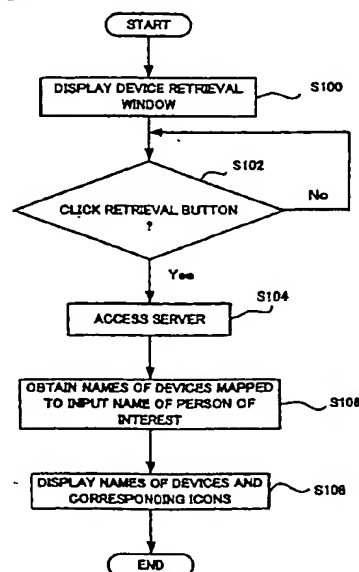 START
DISPLAY DEVICE RETRIEVAL
WINDOW
S100
S102
CLICK RETRIEVAL BUTTON
?
No
Yes
S104
ACCESS SERVER
OBTAIN NAMES OF DEVICES MAPPED
TO INPUT NAME OF PERSON OF
INTEREST
S106
DISPLAY NAMES OF DEVICES AND
CORRESPONDING ICONS
S108
END